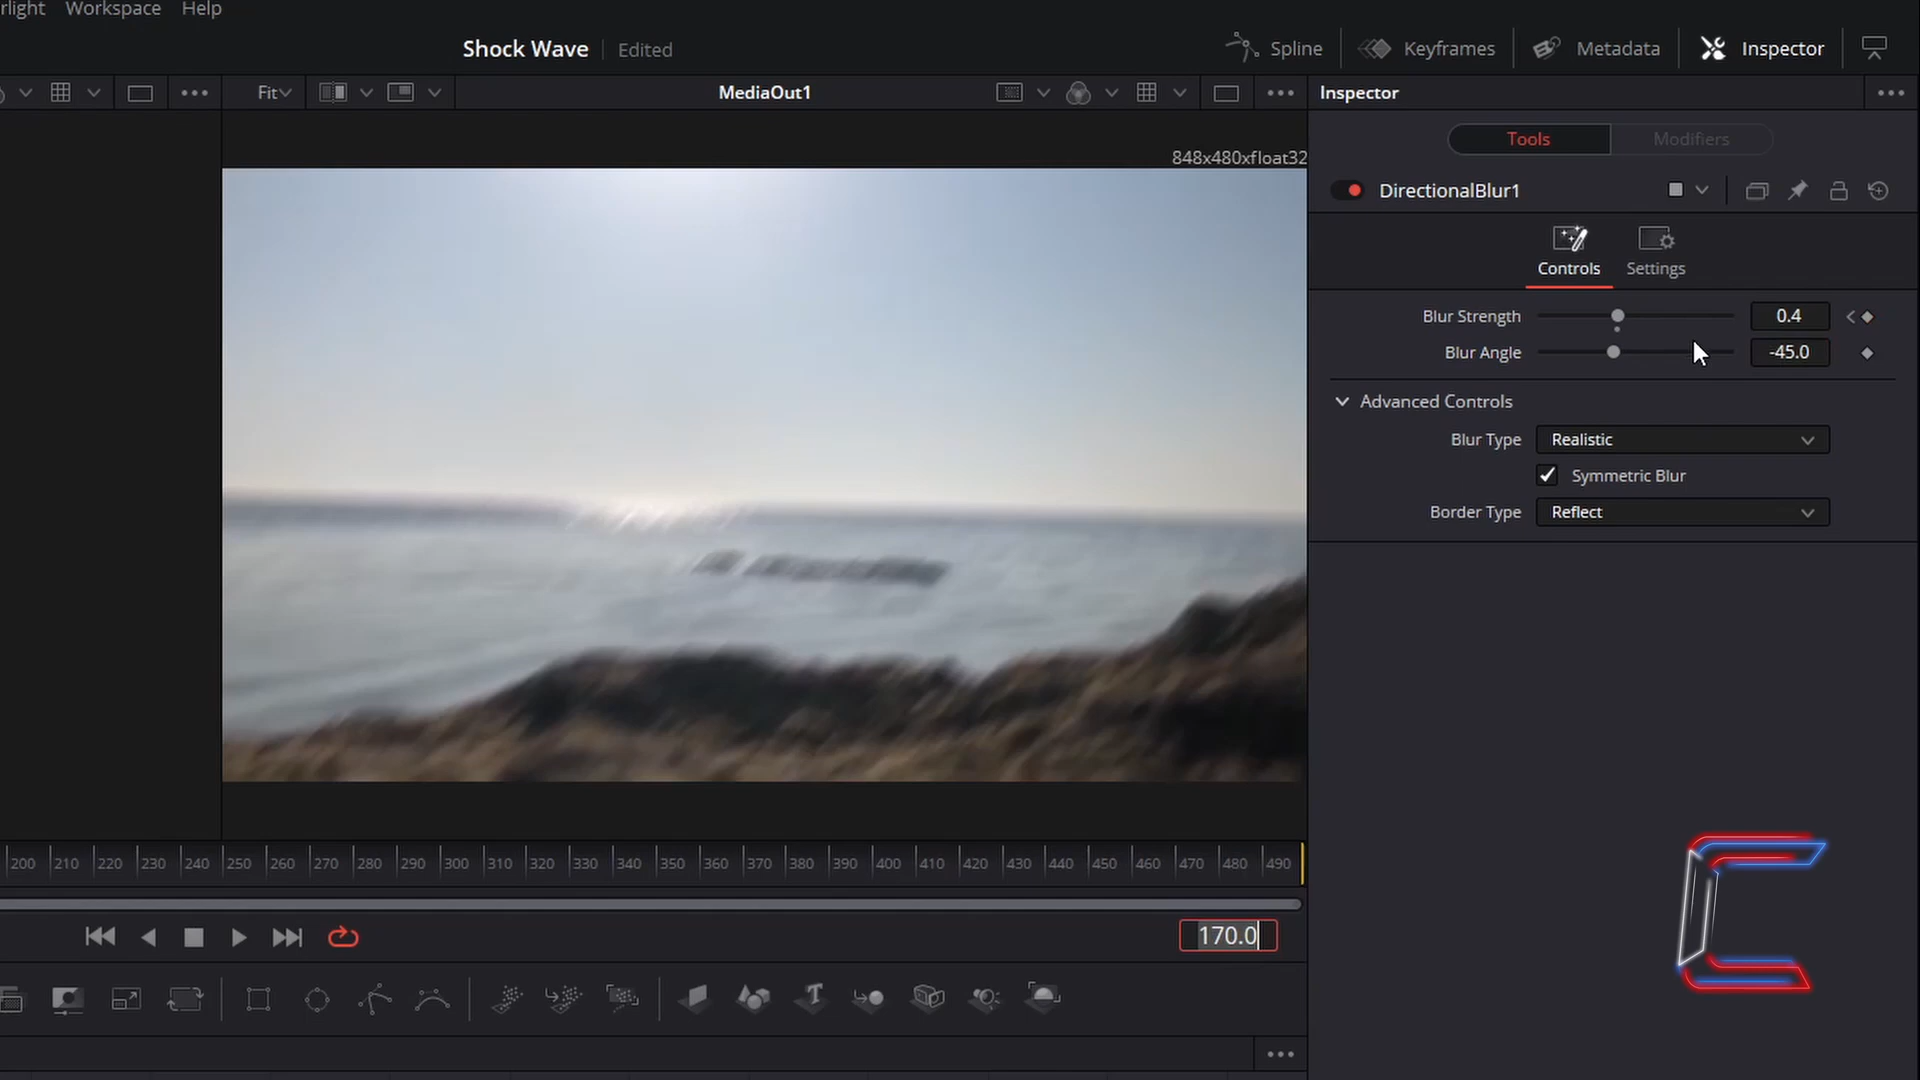 rlight Workspace Help
Shock Wave Edited Spline Keyframes Metadata Inspector
Fit MediaOut1 Inspector
848x480xfloat32
Tools Modifiers
DirectionalBlur1
Controls Settings
Blur Strength 0.4
Blur Angle -45.0
Advanced Controls
Blur Type Realistic
Symmetric Blur
Border Type Reflect
200 210 220 230 240 250 260 270 280 290 300 310 320 330 340 350 360 370 380 390 400 410 420 430 440 450 460 470 480 490
170.0